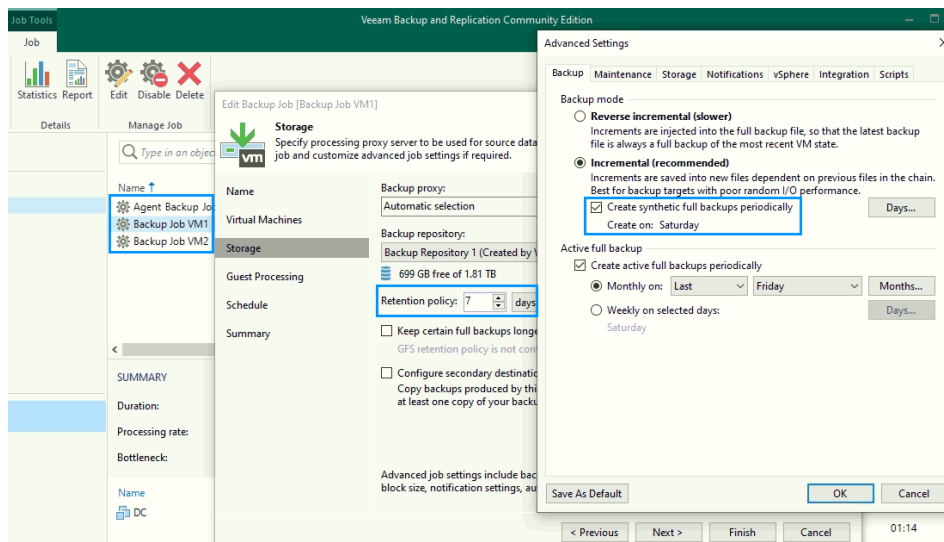 Job Tools
Veeam Backup and Replication Community Edition
Job
Statistics Report
Edit Disable Delete
Details
Manage Job
Type in an object
Name
Agent Backup Jo
Backup Job VM1
Backup Job VM2
SUMMARY
Duration:
Processing rate:
Bottleneck:
Name
DC
Edit Backup Job [Backup Job VM1]
Storage
Specify processing proxy server to be used for source data
job and customize advanced job settings if required.
vm
Name
Virtual Machines
Storage
Guest Processing
Schedule
Summary
Backup proxy:
Automatic selection
Backup repository:
Backup Repository 1 (Created by V
699 GB free of 1.81 TB
Retention policy: 7 days
Keep certain full backups longe
GFS retention policy is not con
Configure secondary destinatio
Copy backups produced by thi
at least one copy of your backu
Advanced job settings include bac
block size, notification settings, au
< Previous Next > Finish Cancel
Advanced Settings
Backup Maintenance Storage Notifications vSphere Integration Scripts
Backup mode
Reverse incremental (slower)
Increments are injected into the full backup file, so that the latest backup
file is always a full backup of the most recent VM state.
Incremental (recommended)
Increments are saved into new files dependent on previous files in the chain.
Best for backup targets with poor random I/O performance.
Create synthetic full backups periodically
Days...
Create on: Saturday
Active full backup
Create active full backups periodically
Monthly on: Last Friday Months...
Weekly on selected days: Days...
Saturday
Save As Default OK Cancel
01:14